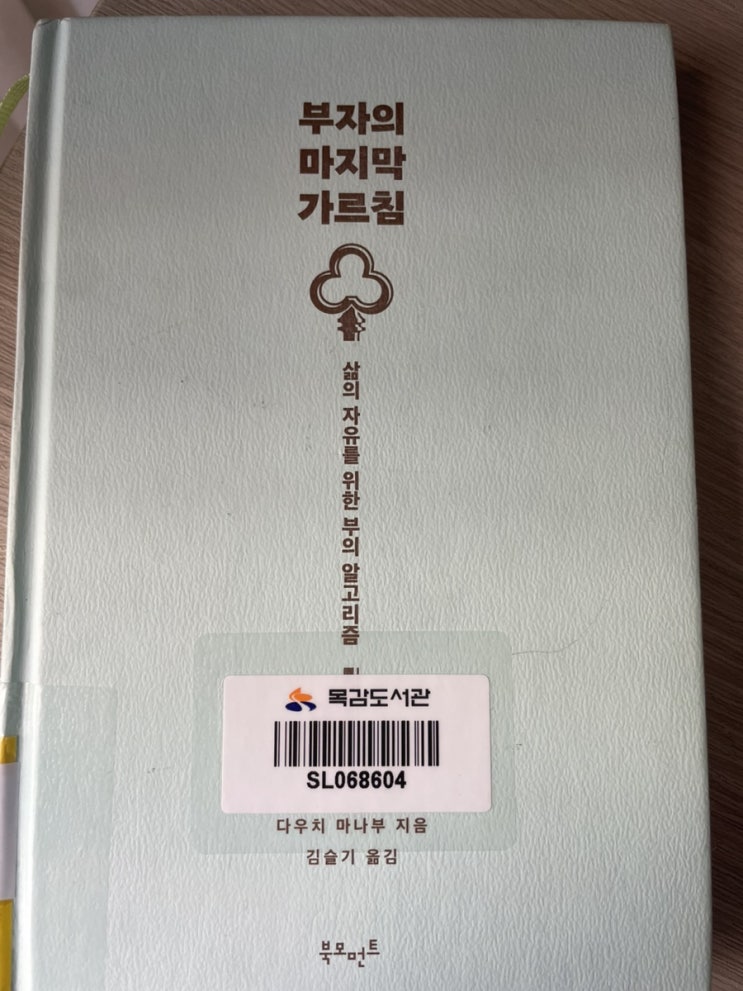 부자의
마지막
가르침
삶의 자유를 위한 부의 알고리즘
목감도서관
SL068604
다우치 마나부 지음
김슬기 옮김
북모먼트